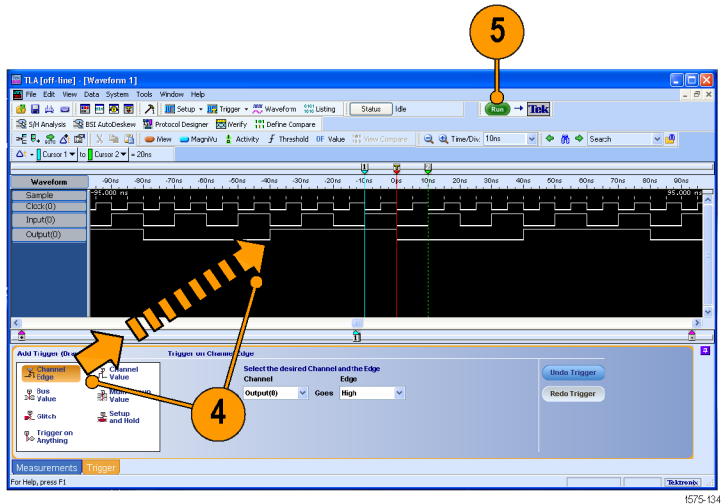 5
TLA [off-line] - [Waveform 1]
File Edit View Data System Tools Window Help
Setup Trigger Waveform Listing Status Idle Run Tek
S/H Analysis BSI AutoDeskew Protocol Designer Verify Define Compare
View MagniVu Activity Threshold Value View Compare Time/Div: 10ns Search
Cursor 1 to Cursor 2 = 20ns
1 2
Waveform -90ns -80ns -70ns -60ns -50ns -40ns -30ns -20ns -10ns 0ps 10ns 20ns 30ns 40ns 50ns 60ns 70ns 80ns 90ns
Sample -95.000 ns 95.000 ns
Clock(0)
Input(0)
Output(0)
Add Trigger (Dra Trigger on Channel Edge
Channel Edge
Channel Value
Bus Value
Value
Glitch
Setup and Hold
Trigger on Anything
Select the desired Channel and the Edge
Channel Edge
Output(0) Goes High
Undo Trigger
Redo Trigger
4
Measurements Trigger
For Help, press F1 Tektronix
t575-134